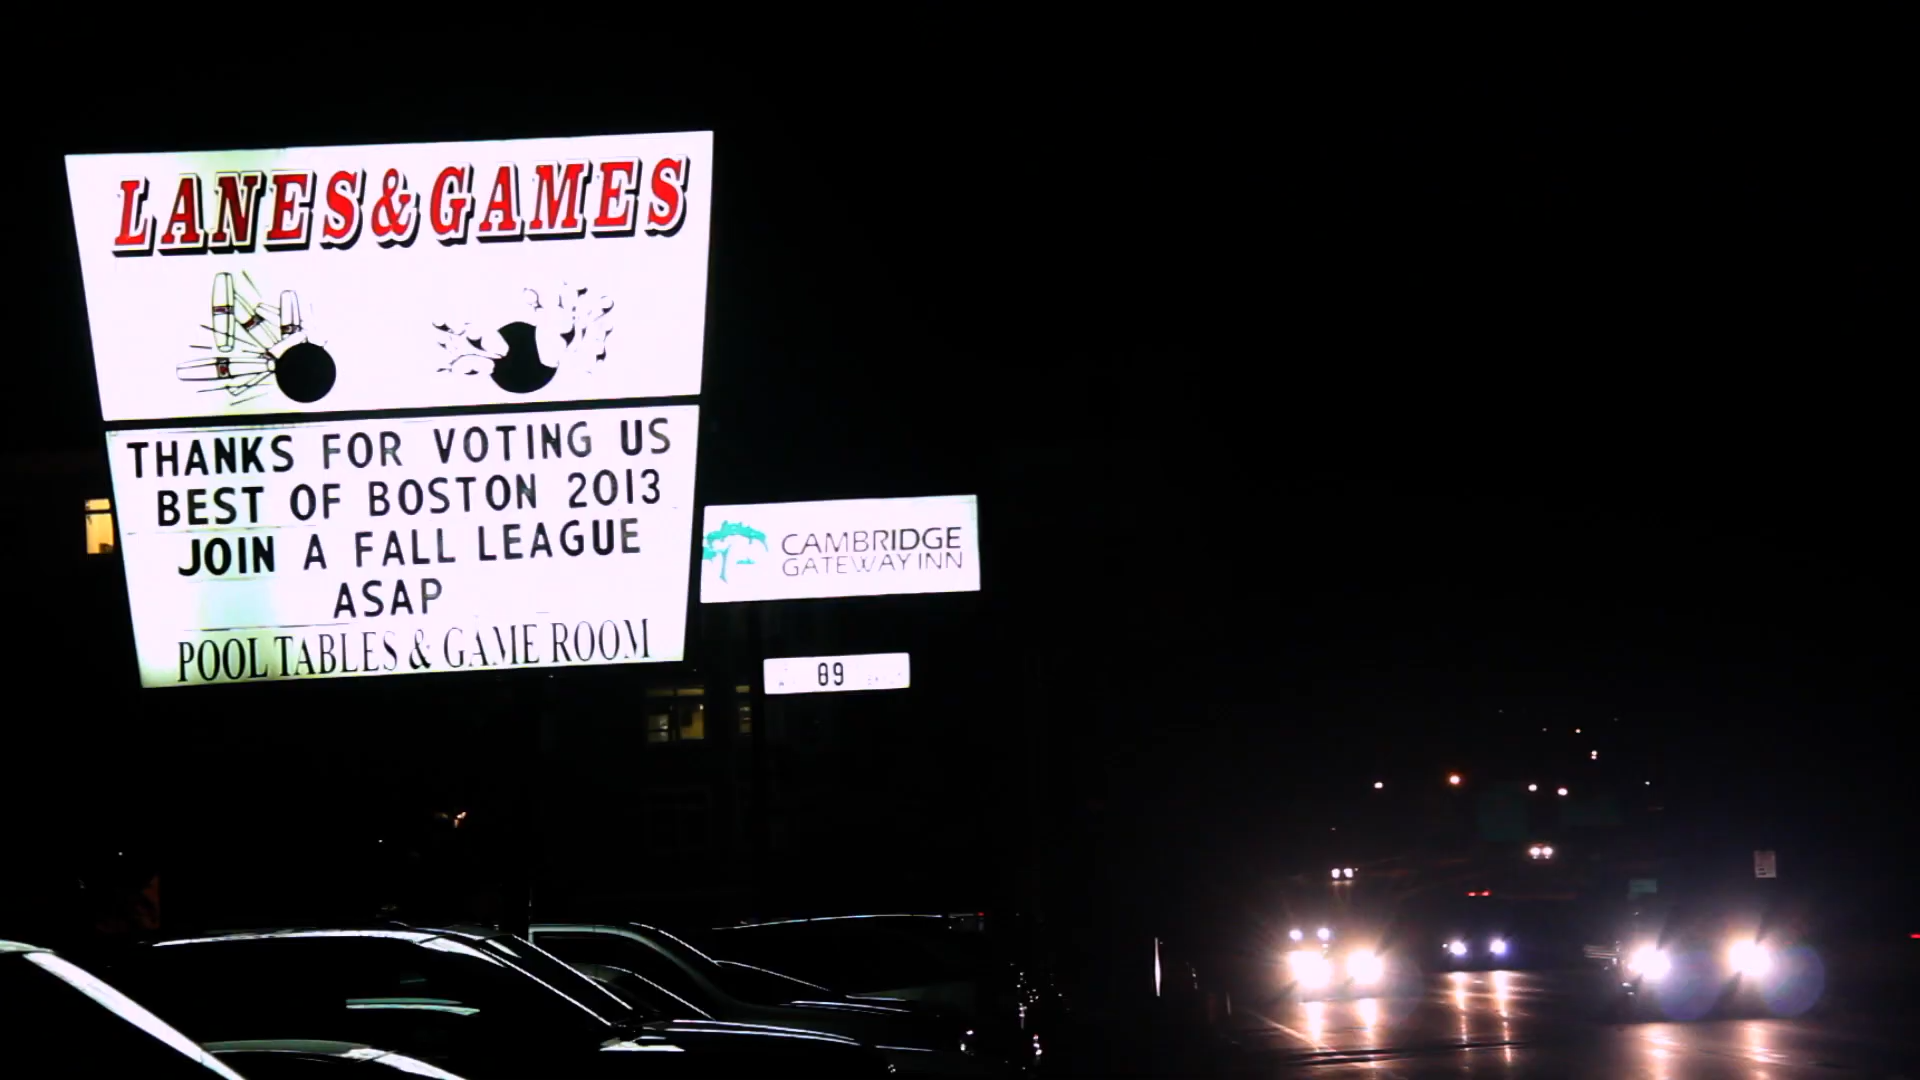 LANES&GAMES
THANKS FOR VOTING US
BEST OF BOSTON 2013
JOIN A FALL LEAGUE
ASAP
POOL TABLES & GAME ROOM
CAMBRIDGE
GATEWAY INN
89